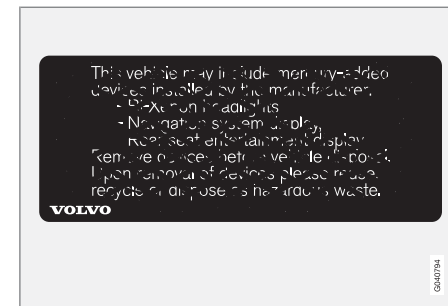 This vehicle may include mercury-added
devices installed by the manufacturer:
- Bi-Xenon headlights
- Navigation system display
- Rear seat entertainment display
Remove devices before vehicle disposal.
Upon removal of devices please reuse,
recycle or dispose as hazardous waste.
VOLVO
G040794